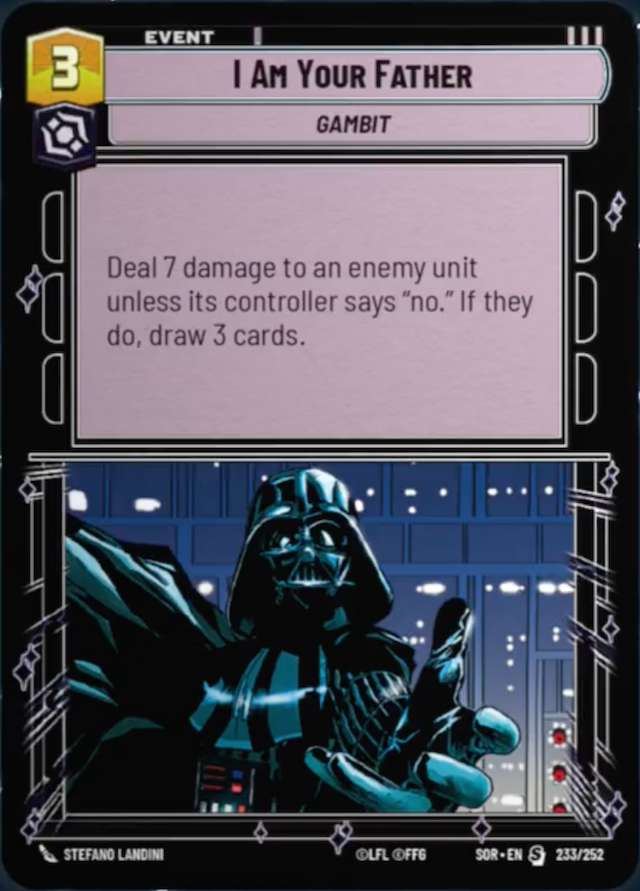 EVENT
3
I AM YOUR FATHER
GAMBIT
Deal 7 damage to an enemy unit
unless its controller says “no.” If they
do, draw 3 cards.
STEFANO LANDINI
©LFL ©FFG
SOR • EN S 233/252